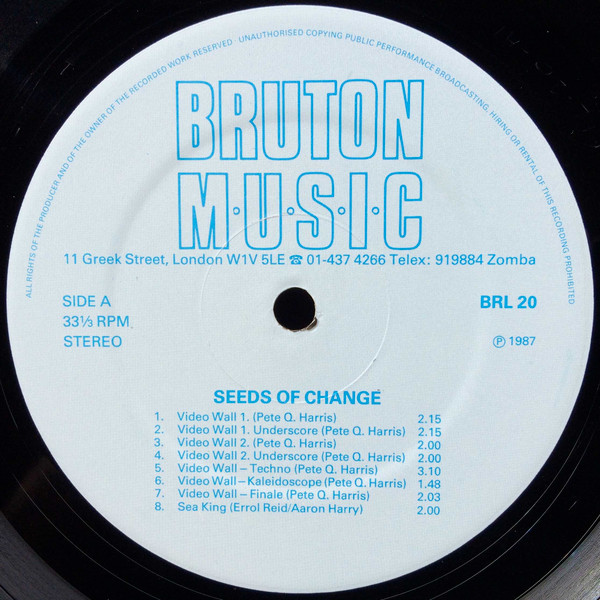 ALL RIGHTS OF THE PRODUCER AND OF THE OWNER OF THE RECORDED WORK RESERVED · UNAUTHORISED COPYING PUBLIC PERFORMANCE BROADCASTING, HIRING OR RENTAL OF THIS RECORDING PROHIBITED
BRUTON
M·U·S·I·C
11 Greek Street, London W1V 5LE ☎ 01-437 4266 Telex: 919884 Zomba
SIDE A
BRL 20
33⅓ RPM
STEREO
Ⓟ 1987
SEEDS OF CHANGE
1. Video Wall 1. (Pete Q. Harris) 2.15
2. Video Wall 1. Underscore (Pete Q. Harris) 2.15
3. Video Wall 2. (Pete Q. Harris) 2.00
4. Video Wall 2. Underscore (Pete Q. Harris) 2.00
5. Video Wall – Techno (Pete Q. Harris) 3.10
6. Video Wall – Kaleidoscope (Pete Q. Harris) 1.48
7. Video Wall – Finale (Pete Q. Harris) 2.03
8. Sea King (Errol Reid/Aaron Harry) 2.00